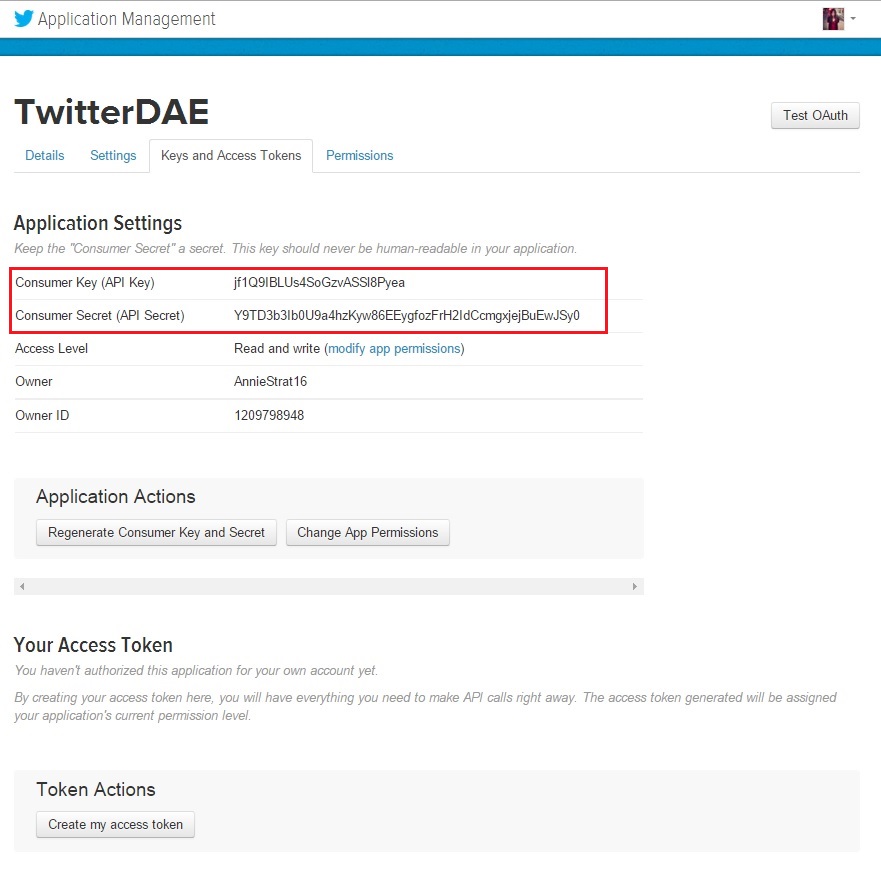 Application Management
TwitterDAE
Test OAuth
Details Settings Keys and Access Tokens Permissions
Application Settings
Keep the "Consumer Secret" a secret. This key should never be human-readable in your application.
Consumer Key (API Key) jf1Q9IBLUs4SoGzvASSI8Pyea
Consumer Secret (API Secret) Y9TD3b3Ib0U9a4hzKyw86EEygfozFrH2IdCcmgxjejBuEwJSy0
Access Level Read and write (modify app permissions)
Owner AnnieStrat16
Owner ID 1209798948
Application Actions
Regenerate Consumer Key and Secret Change App Permissions
Your Access Token
You haven't authorized this application for your own account yet.
By creating your access token here, you will have everything you need to make API calls right away. The access token generated will be assigned
your application's current permission level.
Token Actions
Create my access token